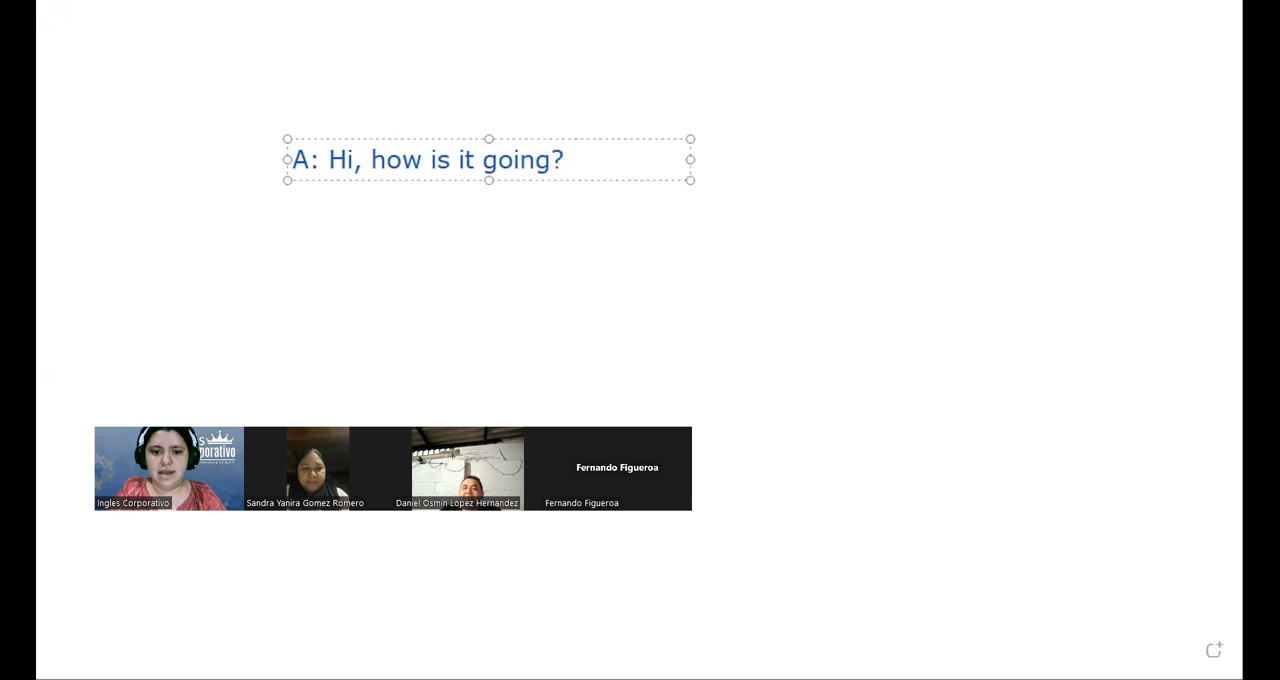 A: Hi, how is it going?
S
porativo
Ingles Corporativo
Sandra Yanira Gomez Romero
Daniel Osmin Lopez Hernandez
Fernando Figueroa
Fernando Figueroa